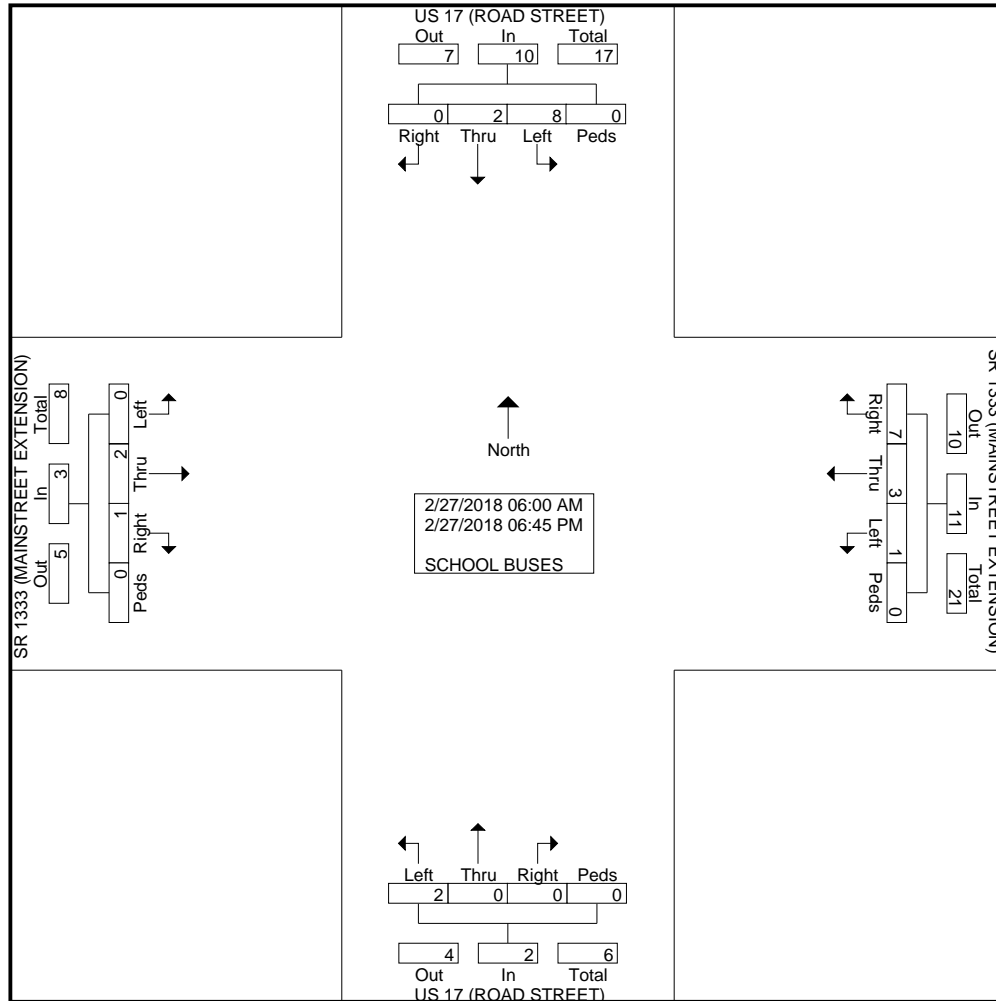 US 17 (ROAD STREET)
Out In Total
7 10 17
0 2 8 0
Right Thru Left Peds
SR 1333 (MAINSTREET EXTENSION)
Total In Out
8 3 5
0 2 1 0
Left Thru Right Peds
North
2/27/2018 06:00 AM
2/27/2018 06:45 PM
SCHOOL BUSES
Right Thru Left Peds
7 3 1 0
Out In Total
10 11 21
SR 1333 (MAINSTREET EXTENSION)
Left Thru Right Peds
2 0 0 0
4 2 6
Out In Total
US 17 (ROAD STREET)